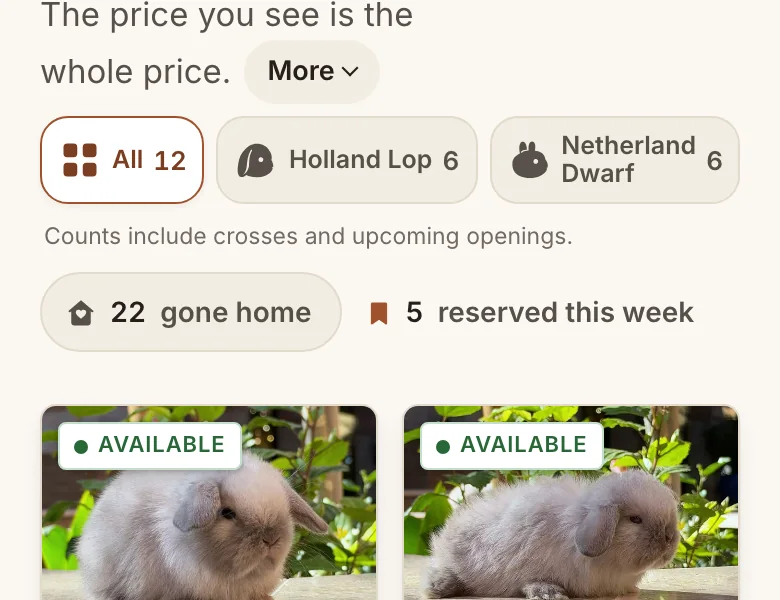 The price you see is the
whole price. More
All 12 Holland Lop 6 Netherland Dwarf 6
Counts include crosses and upcoming openings.
22 gone home 5 reserved this week
AVAILABLE AVAILABLE